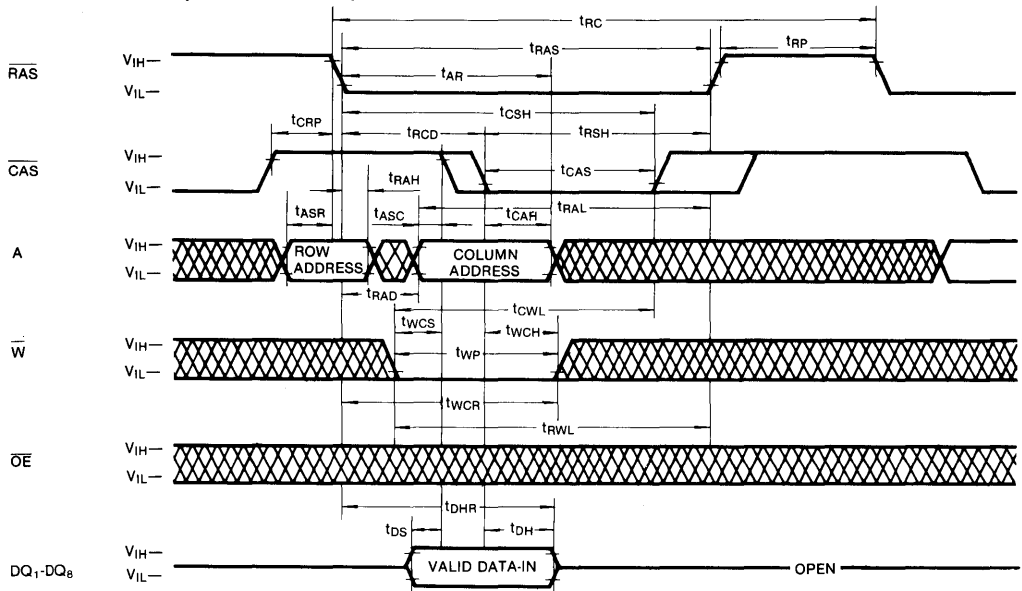 tRC
tRAS
tRP
tAR
RAS
VIH
VIL
tCSH
tCRP
tRCD
tRSH
CAS
VIH
VIL
tCAS
tRAH
tRAL
tASR
tASC
tCAH
A
VIH
VIL
ROW ADDRESS
COLUMN ADDRESS
tRAD
tCWL
tWCS
tWCH
W
VIH
VIL
tWP
tWCR
tRWL
OE
VIH
VIL
tDHR
tDS
tDH
DQ1-DQ8
VIH
VIL
VALID DATA-IN
OPEN